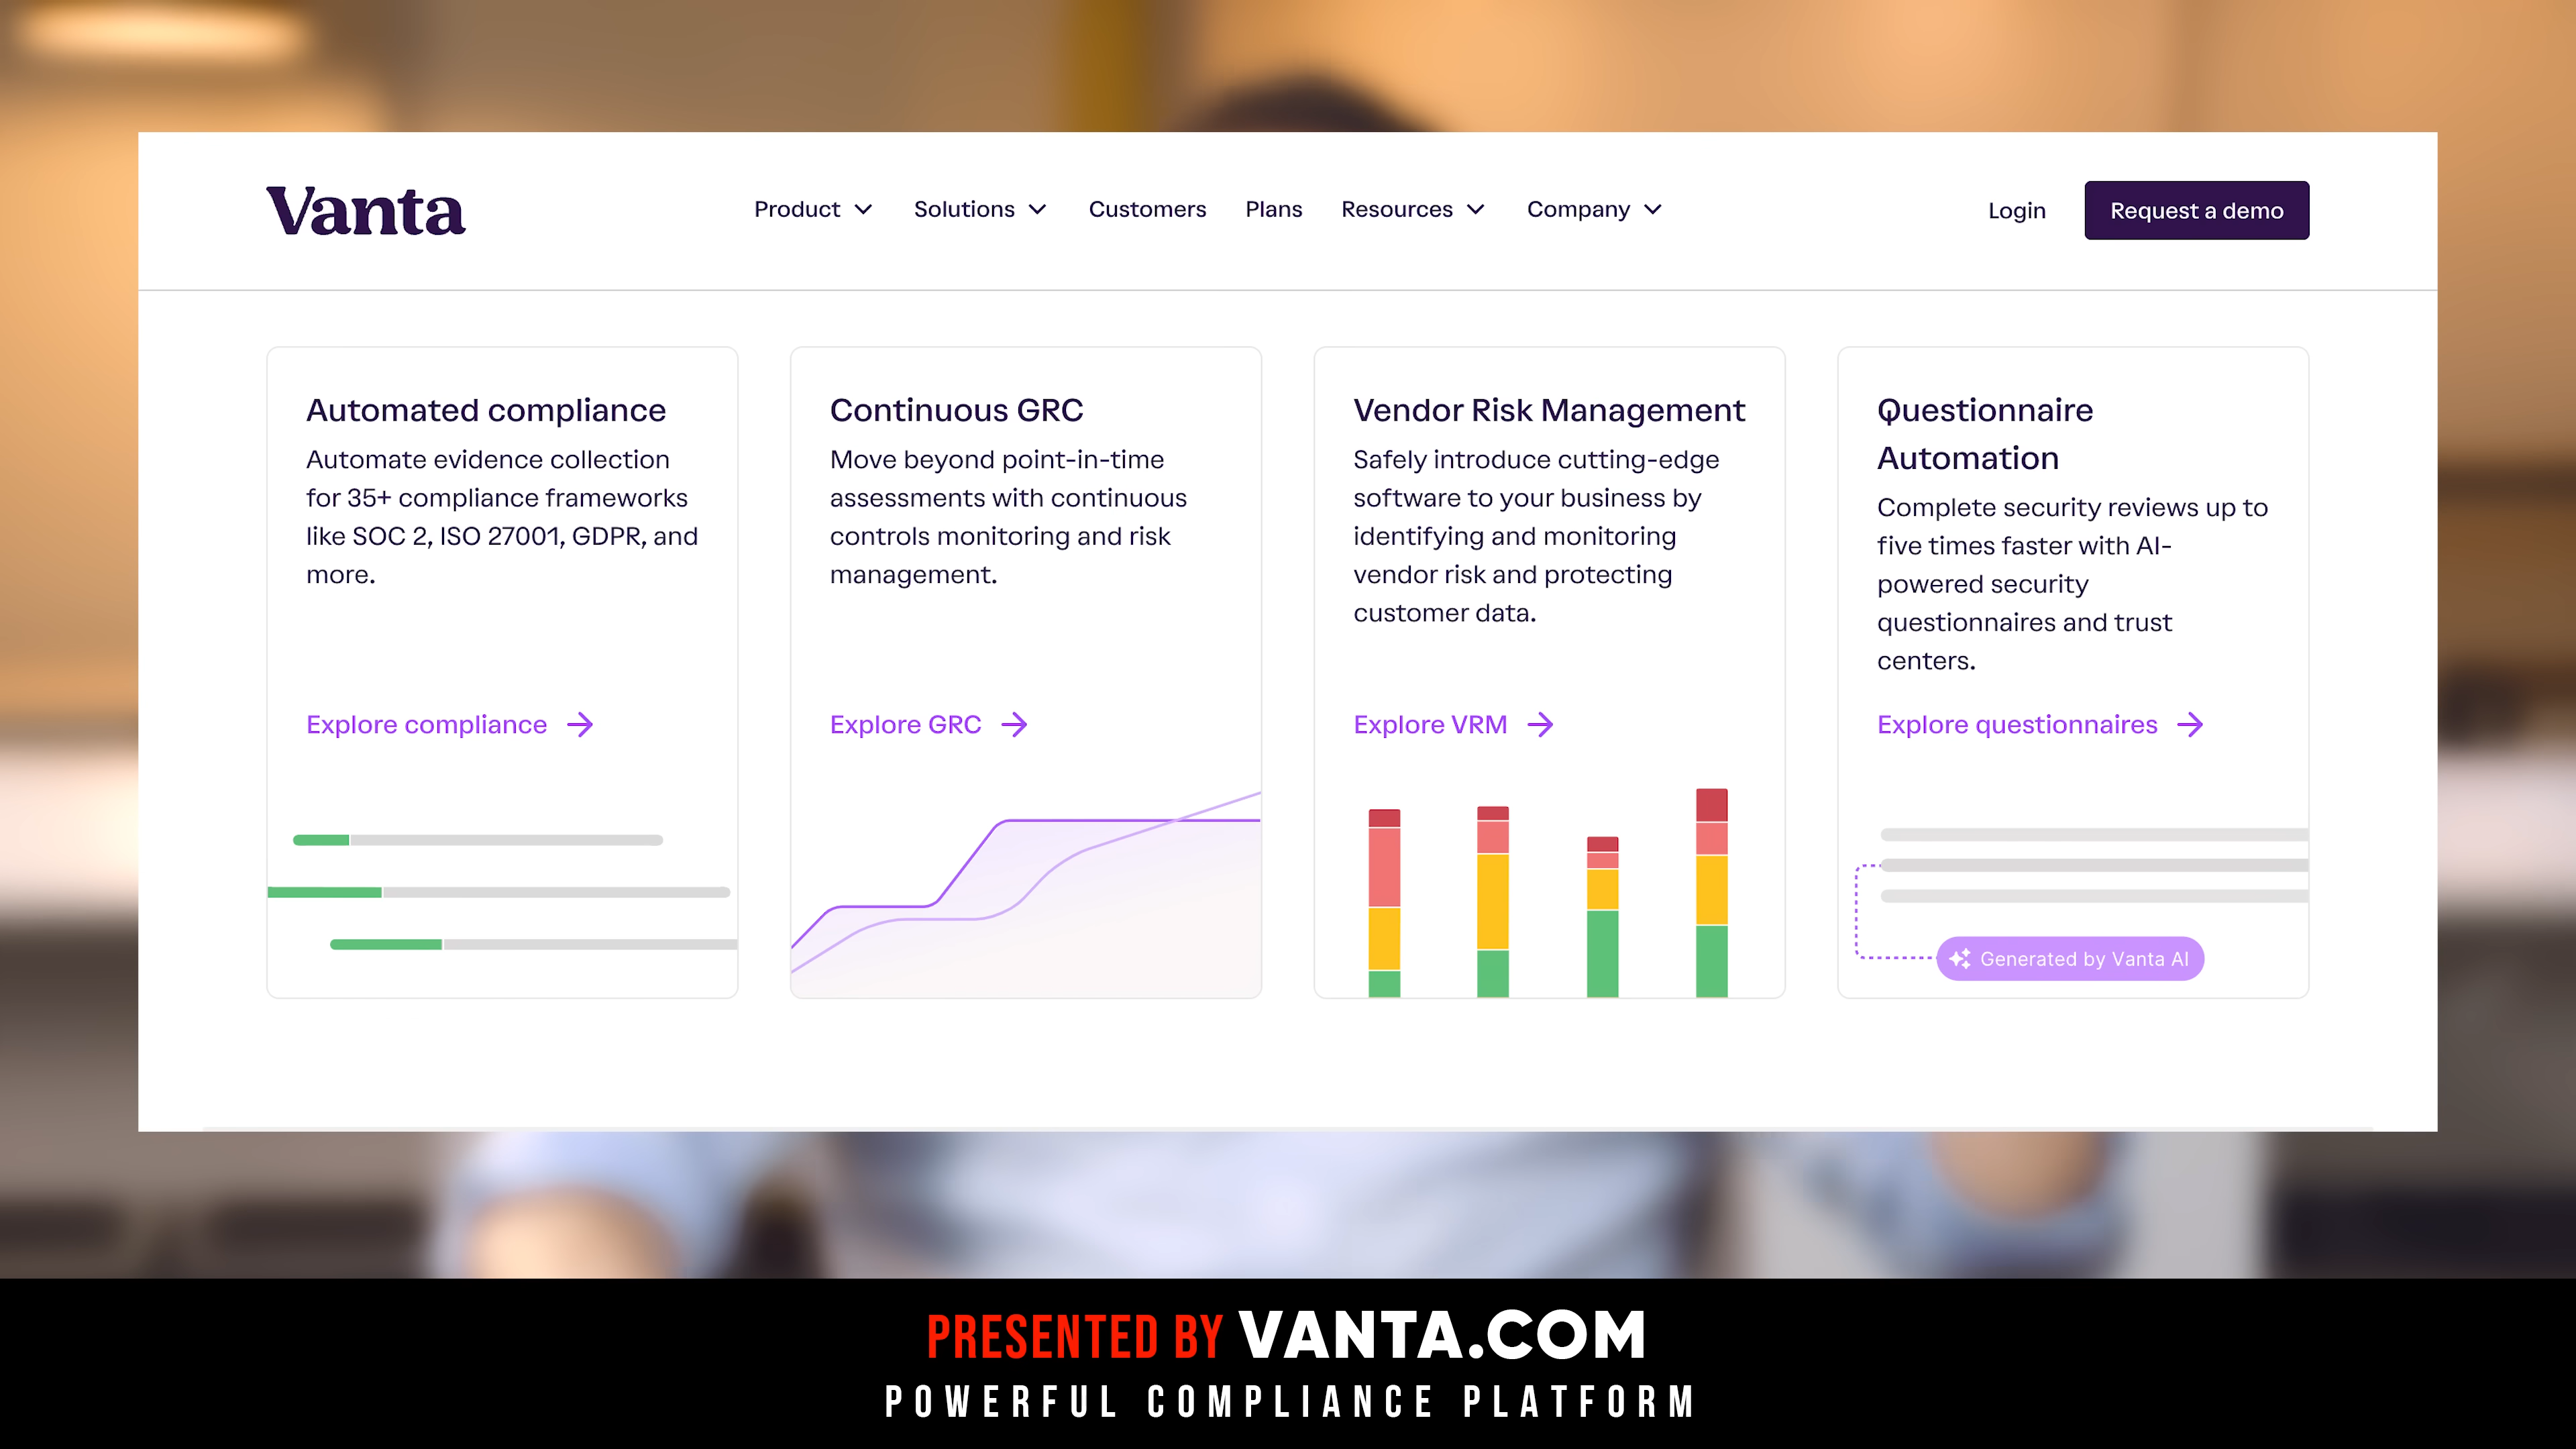 Vanta
Product
Solutions
Customers
Plans
Resources
Company
Login
Request a demo
Automated compliance
Automate evidence collection
for 35+ compliance frameworks
like SOC 2, ISO 27001, GDPR, and
more.
Explore compliance
Continuous GRC
Move beyond point-in-time
assessments with continuous
controls monitoring and risk
management.
Explore GRC
Vendor Risk Management
Safely introduce cutting-edge
software to your business by
identifying and monitoring
vendor risk and protecting
customer data.
Explore VRM
Questionnaire
Automation
Complete security reviews up to
five times faster with AI-
powered security
questionnaires and trust
centers.
Explore questionnaires
Generated by Vanta AI
PRESENTED BY VANTA.COM
POWERFUL COMPLIANCE PLATFORM